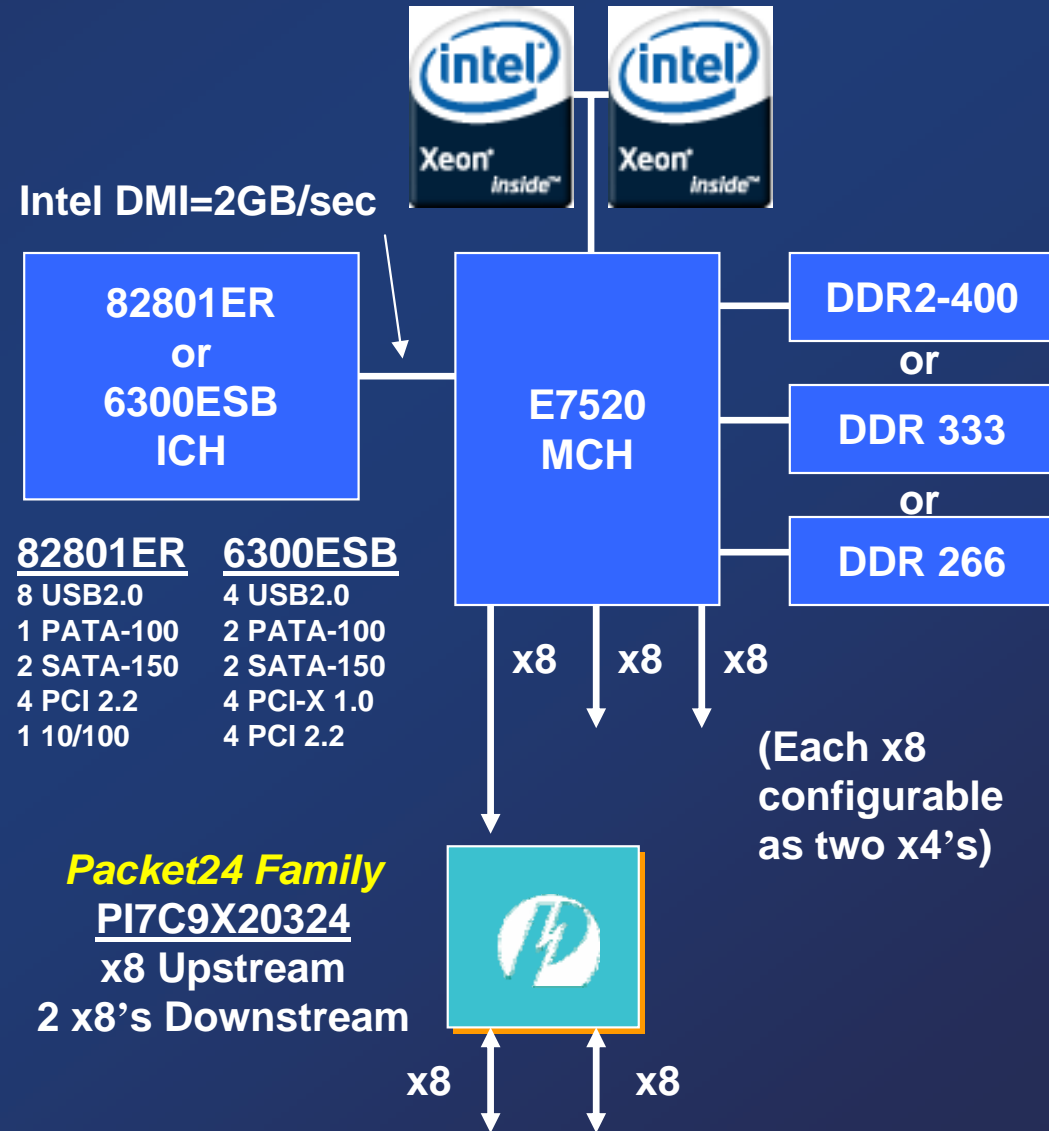 intel
Xeon®
inside™
intel
Xeon®
inside™
Intel DMI=2GB/sec
82801ER
or
6300ESB
ICH
E7520
MCH
DDR2-400
or
DDR 333
or
DDR 266
82801ER
8 USB2.0
1 PATA-100
2 SATA-150
4 PCI 2.2
1 10/100
6300ESB
4 USB2.0
2 PATA-100
2 SATA-150
4 PCI-X 1.0
4 PCI 2.2
x8
x8
x8
(Each x8
configurable
as two x4’s)
Packet24 Family
PI7C9X20324
x8 Upstream
2 x8’s Downstream
x8
x8